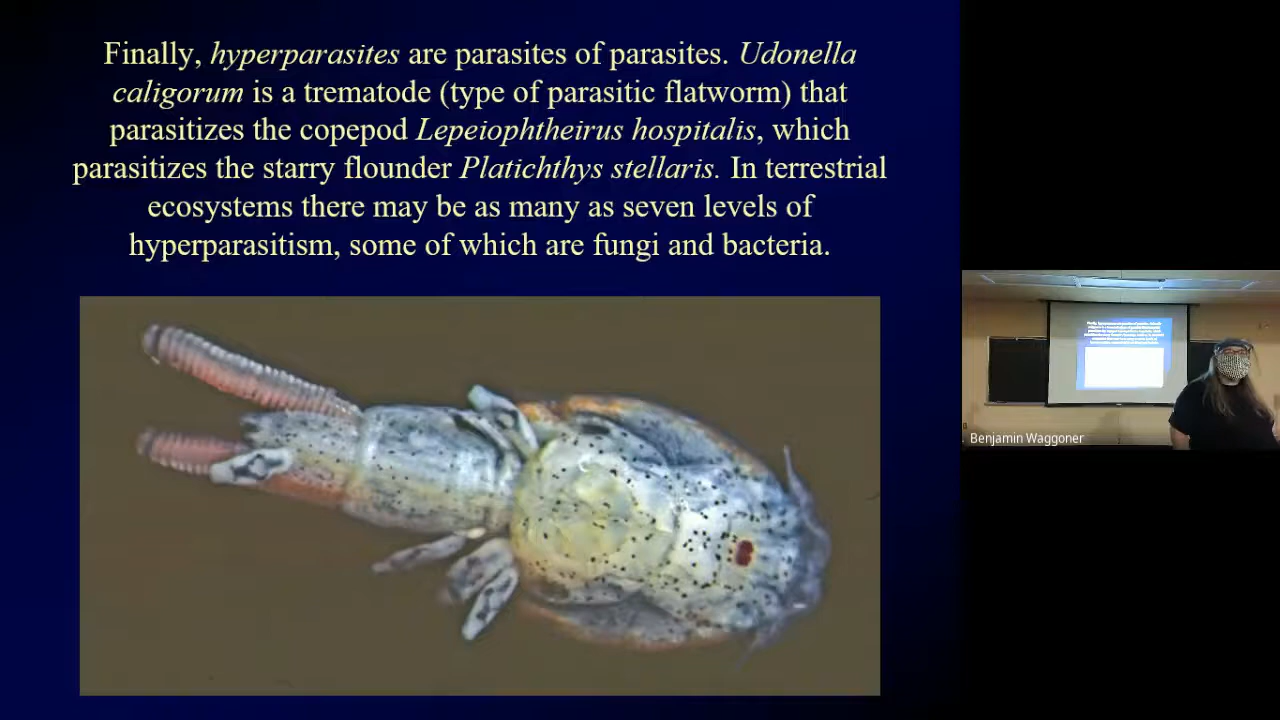 Finally, hyperparasites are parasites of parasites. Udonella
caligorum is a trematode (type of parasitic flatworm) that
parasitizes the copepod Lepeiophtheirus hospitalis, which
parasitizes the starry flounder Platichthys stellaris. In terrestrial
ecosystems there may be as many as seven levels of
hyperparasitism, some of which are fungi and bacteria.
Benjamin Waggoner